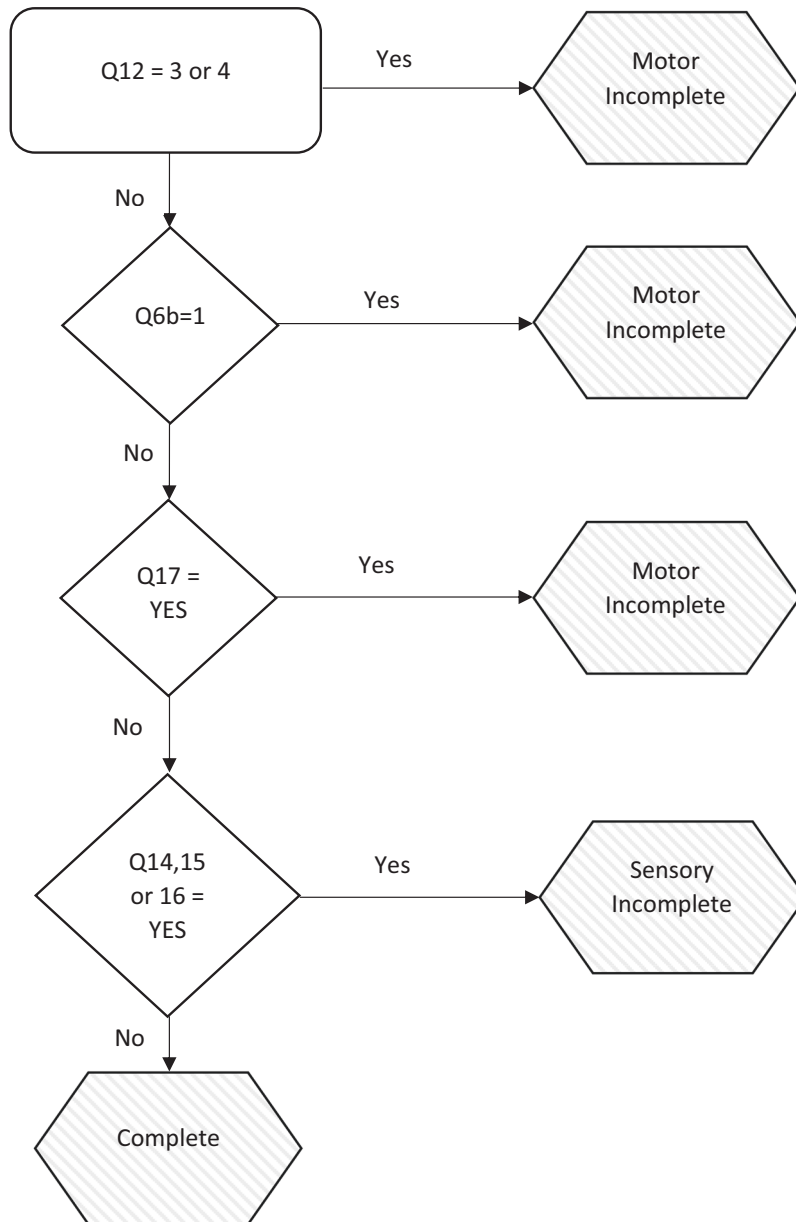 Q12 = 3 or 4
Yes
Motor
Incomplete
No
Q6b=1
Yes
Motor
Incomplete
No
Q17 =
YES
Yes
Motor
Incomplete
No
Q14,15
or 16 =
YES
Yes
Sensory
Incomplete
No
Complete